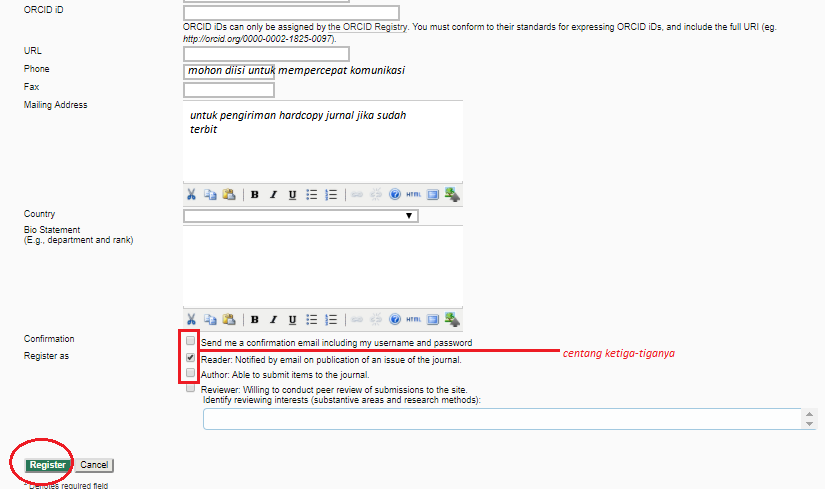 ORCID iD
ORCID iDs can only be assigned by the ORCID Registry. You must conform to their standards for expressing ORCID iDs, and include the full URI (eg.
http://orcid.org/0000-0002-1825-0097).
URL
Phone
mohon diisi untuk mempercepat komunikasi
Fax
Mailing Address
untuk pengiriman hardcopy jurnal jika sudah
terbit
B I U HTML
Country
Bio Statement
(E.g., department and rank)
B I U HTML
Confirmation
Send me a confirmation email including my username and password
centang ketiga-tiganya
Register as
Reader: Notified by email on publication of an issue of the journal.
Author: Able to submit items to the journal.
Reviewer: Willing to conduct peer review of submissions to the site.
Identify reviewing interests (substantive areas and research methods):
Register Cancel
* Denotes required field